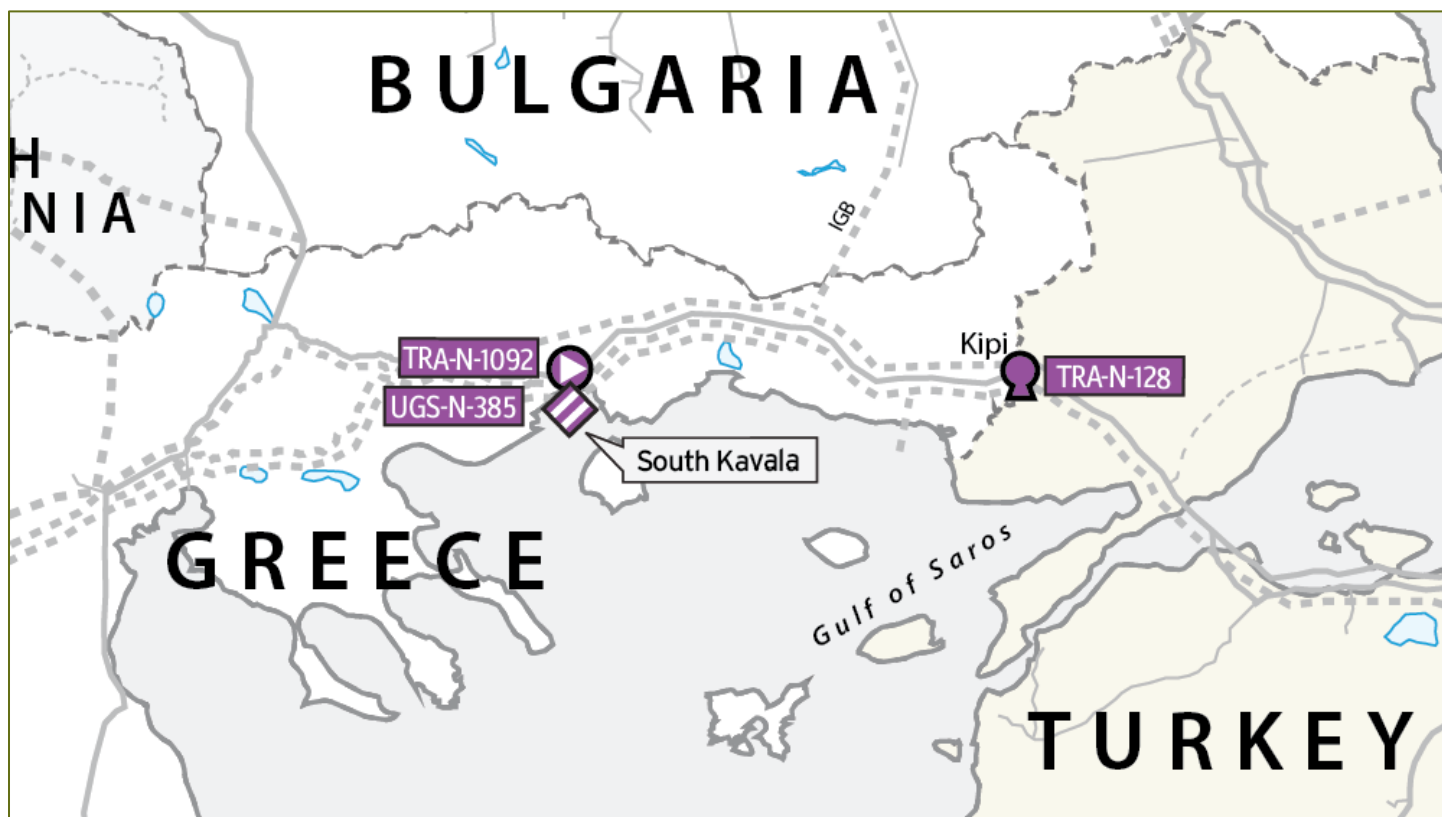 BULGARIA
H
NIA
IGB
TRA-N-1092
Kipi
TRA-N-128
UGS-N-385
South Kavala
GREECE
Gulf of Saros
TURKEY